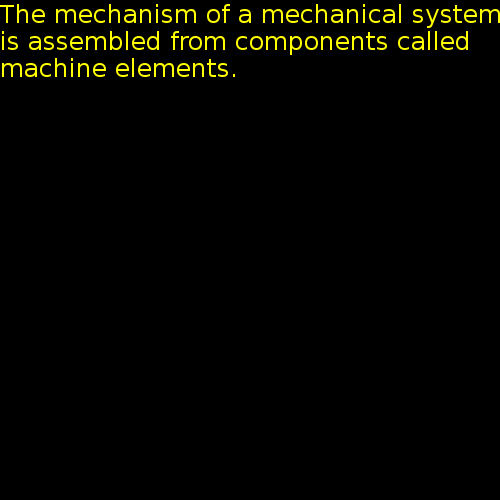 The mechanism of a mechanical system
is assembled from components called
machine elements.